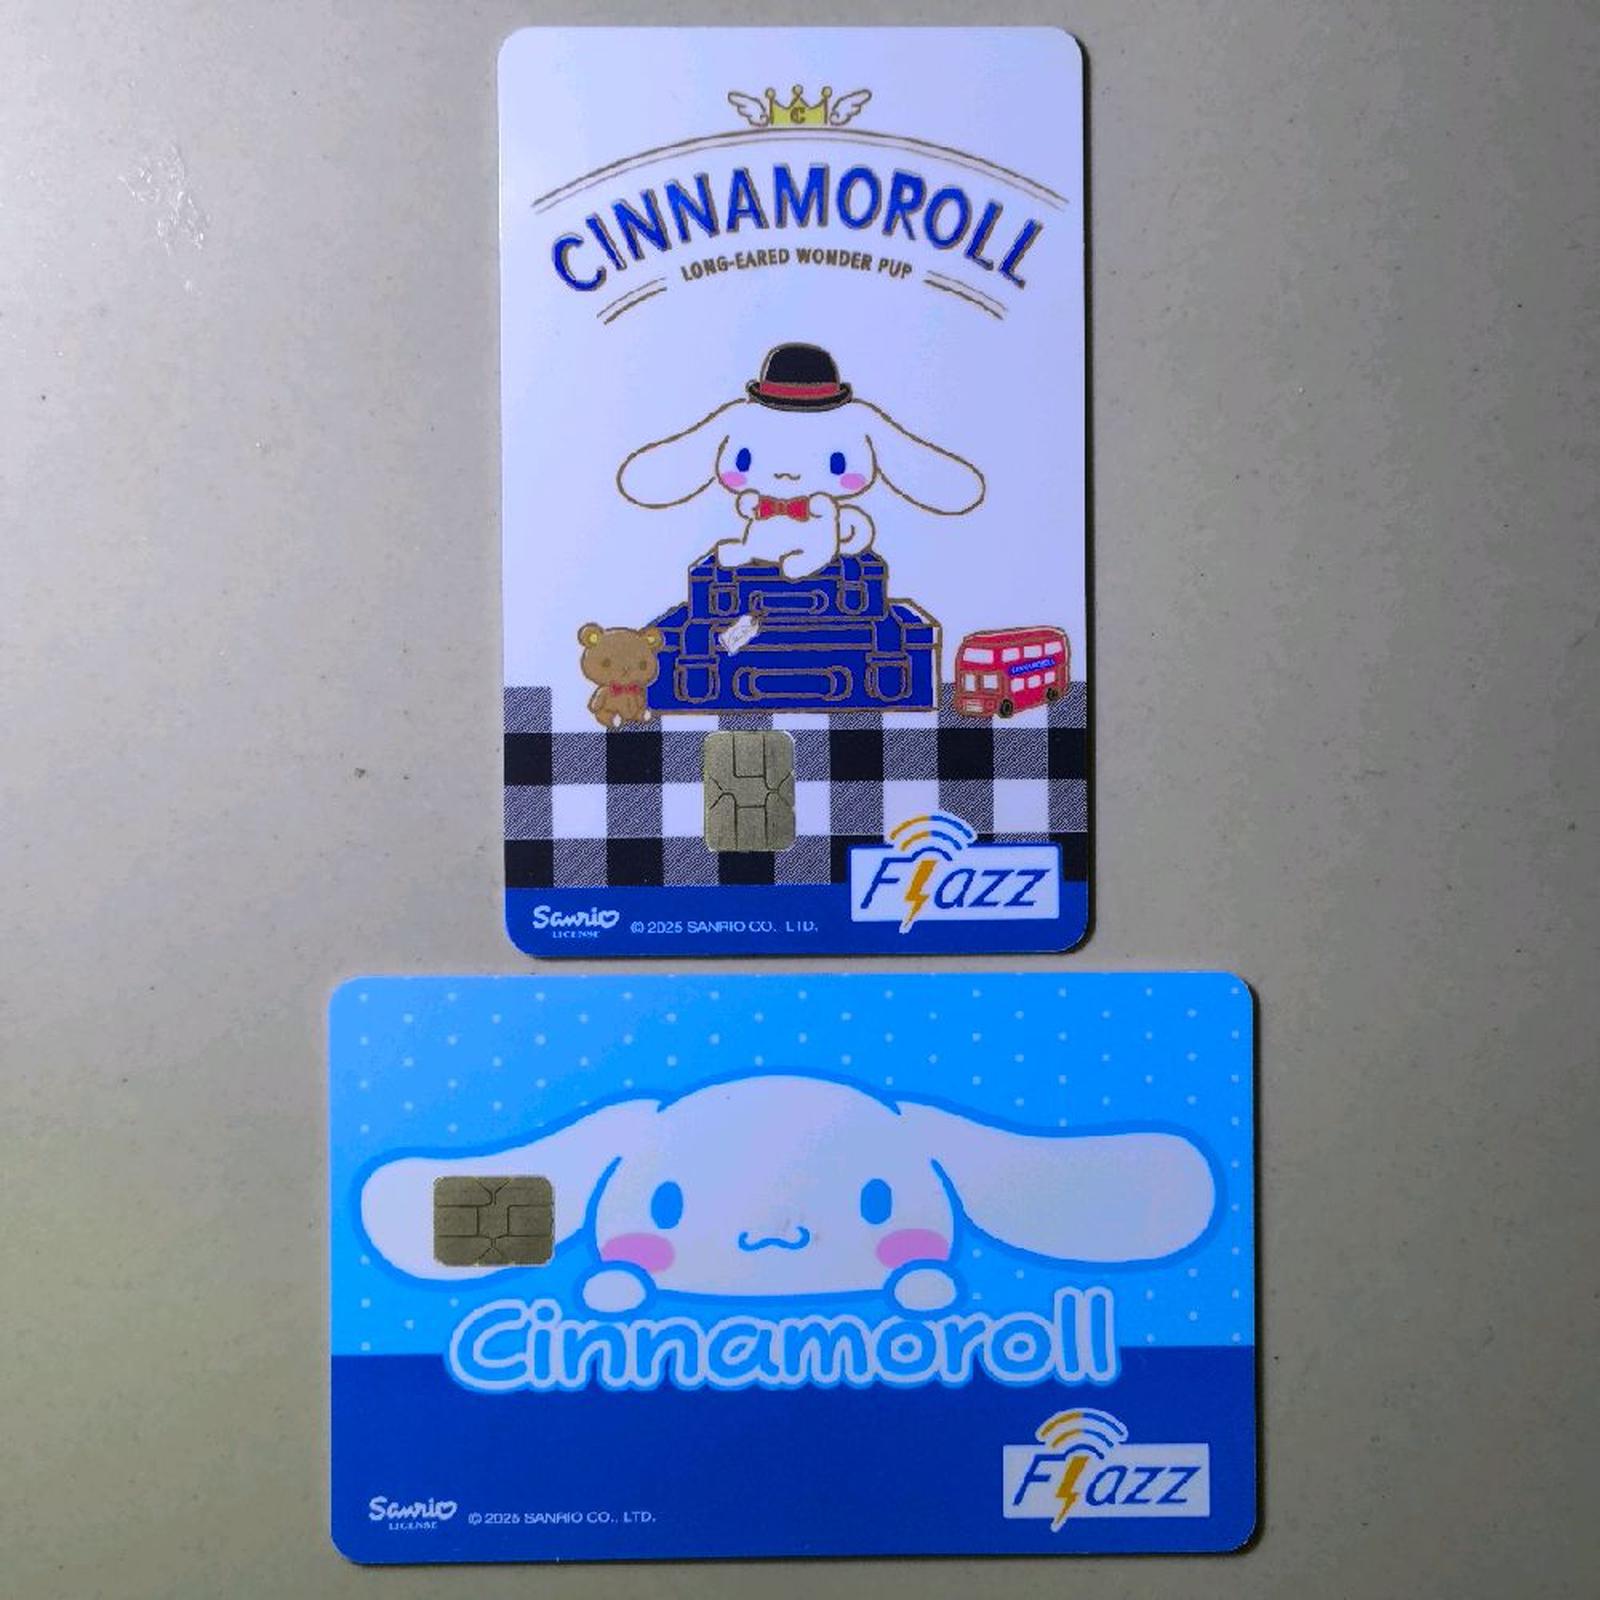 C
CINNAMOROLL
LONG-EARED WONDER PUP
CINNAMOROLL
Flazz
Sanrio
LICENSE
© 2025 SANRIO CO., LTD.
Cinnamoroll
Flazz
Sanrio
LICENSE
© 2025 SANRIO CO., LTD.